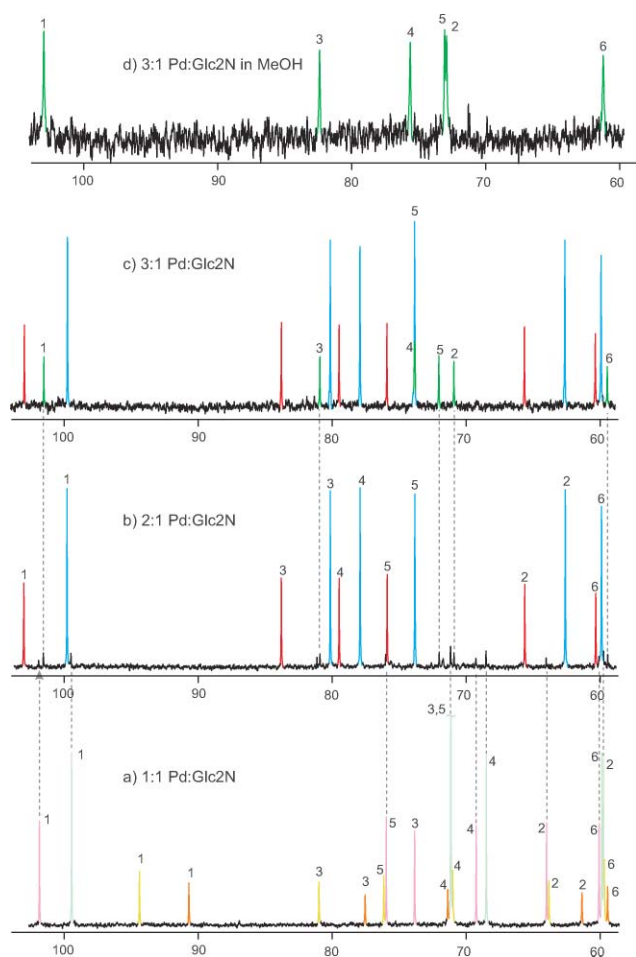 1 3 4 5 2 6
d) 3:1 Pd:Glc2N in MeOH
100 90 80 70 60
5
c) 3:1 Pd:Glc2N
1 3 4 5 2 6
100 90 80 70 60
1 3 4 5 2 6
b) 2:1 Pd:Glc2N
1 3 4 5 2 6
100 90 80 70 60
3,5
a) 1:1 Pd:Glc2N
1 4 6 2
1 5 3 4 2 6
1 1 3 3 5 4 4 2 2 6 6
100 90 80 70 60